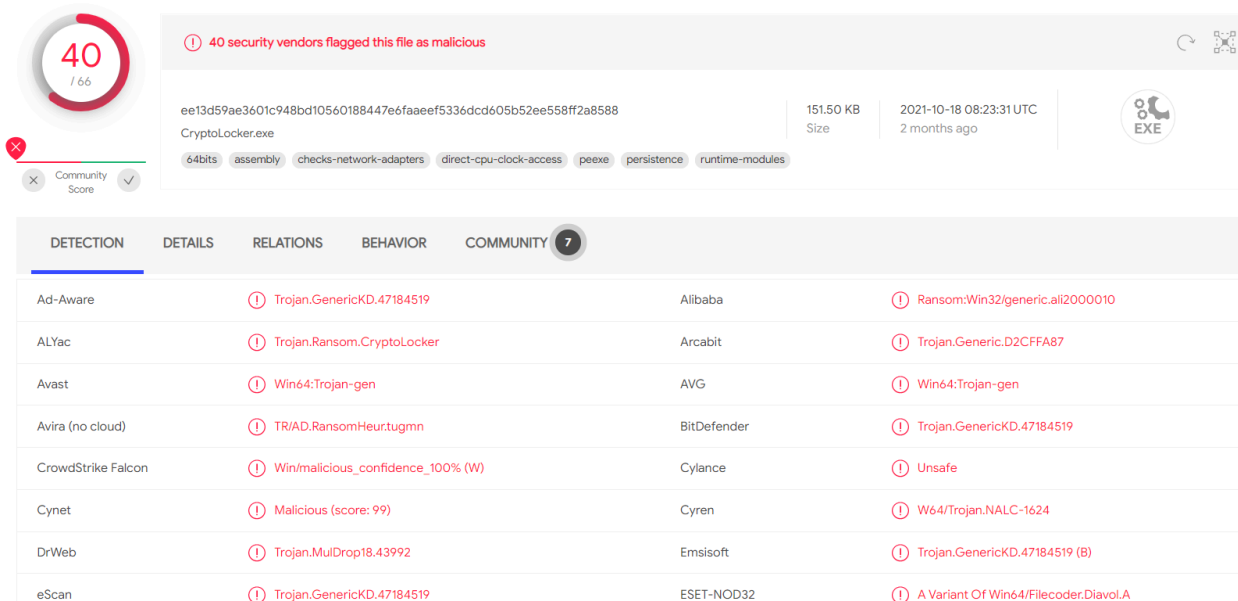 40
/ 66
Community
Score
40 security vendors flagged this file as malicious
ee13d59ae3601c948bd10560188447e6faaeef5336dcd605b52ee558ff2a8588
CryptoLocker.exe
64bits assembly checks-network-adapters direct-cpu-clock-access peexe persistence runtime-modules
151.50 KB
Size
2021-10-18 08:23:31 UTC
2 months ago
EXE
DETECTION DETAILS RELATIONS BEHAVIOR COMMUNITY 7
Ad-Aware Trojan.GenericKD.47184519 Alibaba Ransom:Win32/generic.ali2000010
ALYac Trojan.Ransom.CryptoLocker Arcabit Trojan.Generic.D2CFFA87
Avast Win64:Trojan-gen AVG Win64:Trojan-gen
Avira (no cloud) TR/AD.RansomHeur.tugmn BitDefender Trojan.GenericKD.47184519
CrowdStrike Falcon Win/malicious_confidence_100% (W) Cylance Unsafe
Cynet Malicious (score: 99) Cyren W64/Trojan.NALC-1624
DrWeb Trojan.MulDrop18.43992 Emsisoft Trojan.GenericKD.47184519 (B)
eScan Trojan.GenericKD.47184519 ESET-NOD32 A Variant Of Win64/Filecoder.Diavol.A